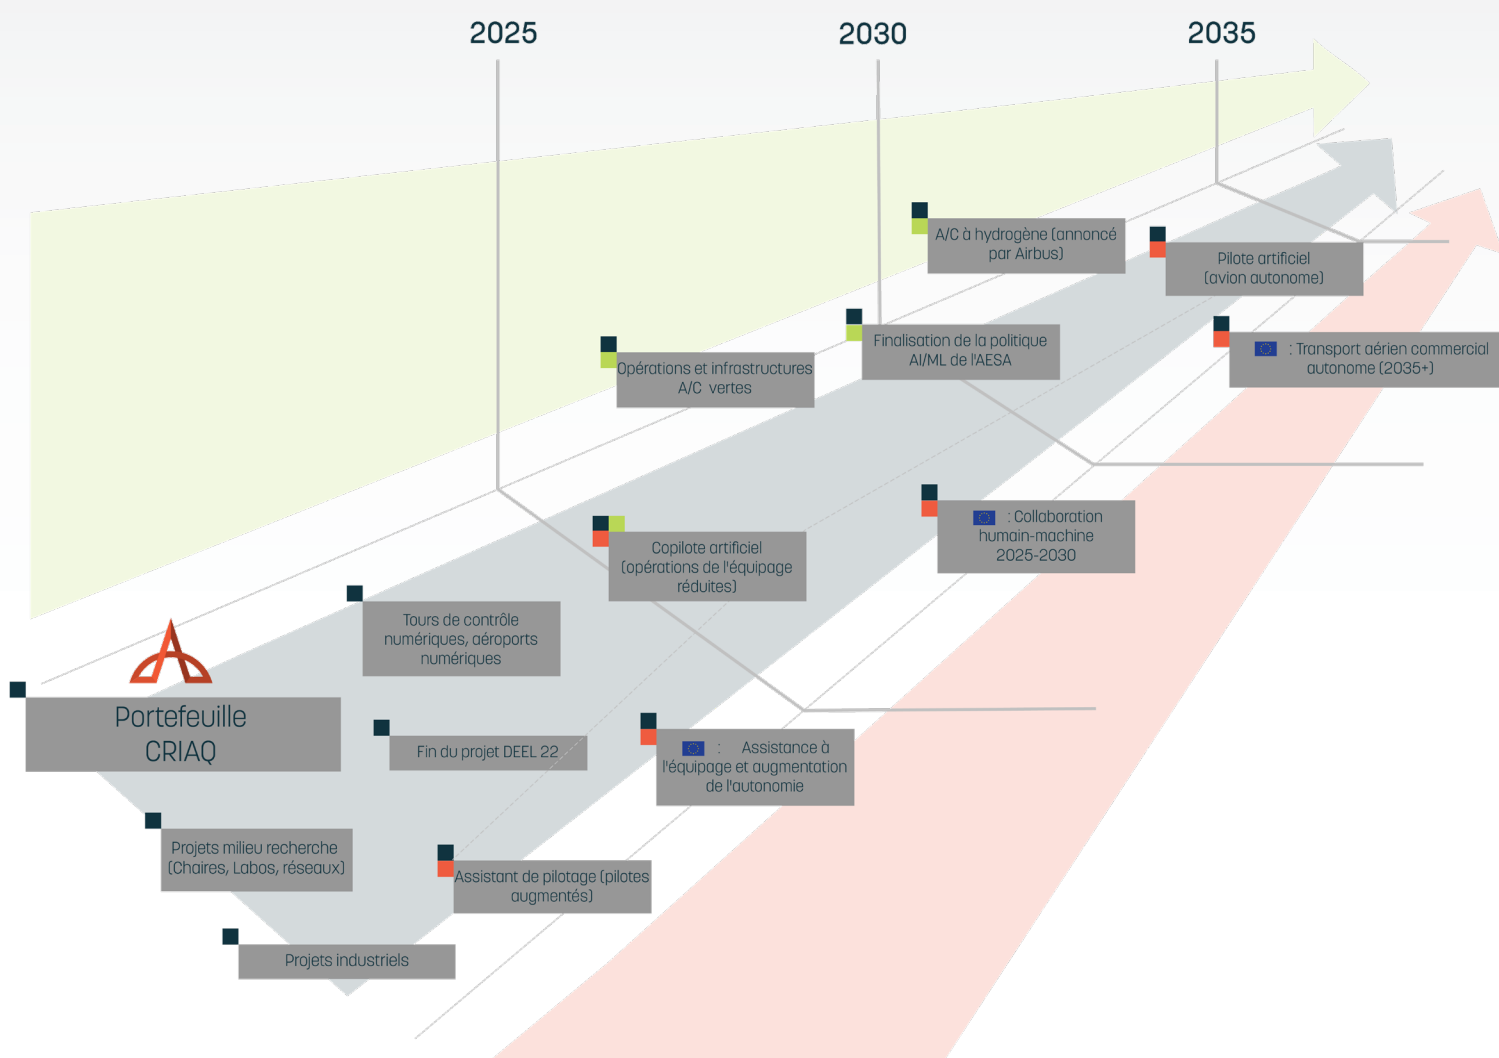 2025
2030
2035
A/C à hydrogène (annoncé
par Airbus)
Pilote artificiel
(avion autonome)
Finalisation de la politique
AI/ML de l'AESA
: Transport aérien commercial
autonome (2035+)
Opérations et infrastructures
A/C vertes
: Collaboration
humain-machine
2025-2030
Copilote artificiel
(opérations de l'équipage
réduites)
Tours de contrôle
numériques, aéroports
numériques
Portefeuille
CRIAQ
Fin du projet DEEL 22
: Assistance à
l'équipage et augmentation
de l'autonomie
Projets milieu recherche
(Chaires, Labos, réseaux)
Assistant de pilotage (pilotes
augmentés)
Projets industriels